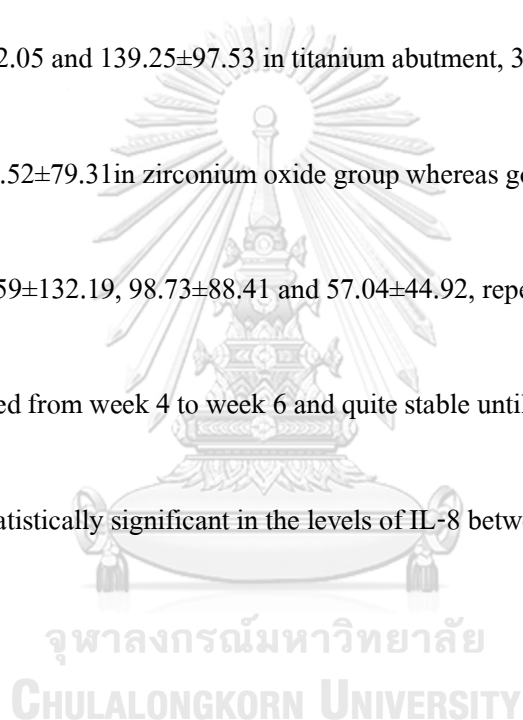 2.05 and 139.25±97.53 in titanium abutment, 3
.52±79.31in zirconium oxide group whereas go
59±132.19, 98.73±88.41 and 57.04±44.92, repe
ed from week 4 to week 6 and quite stable until
atistically significant in the levels of IL-8 betw
จุฬาลงกรณ์มหาวิทยาลัย
CHULALONGKORN UNIVERSITY